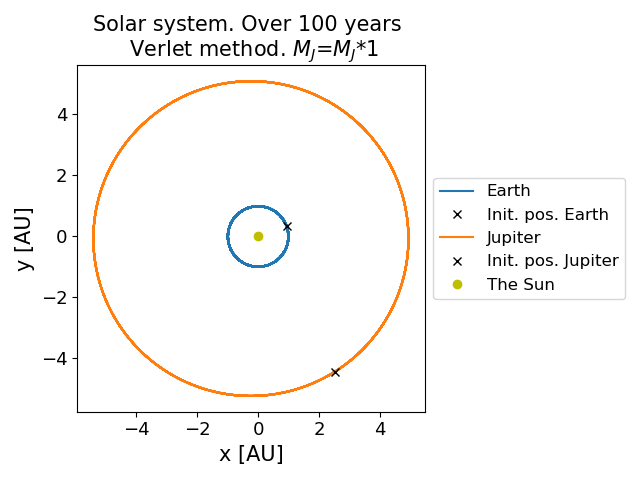 Solar system. Over 100 years
Verlet method. $M_J$=$M_J$*1
4
2
0
−2
−4
y [AU]
−4 −2 0 2 4
x [AU]
Earth
Init. pos. Earth
Jupiter
Init. pos. Jupiter
The Sun